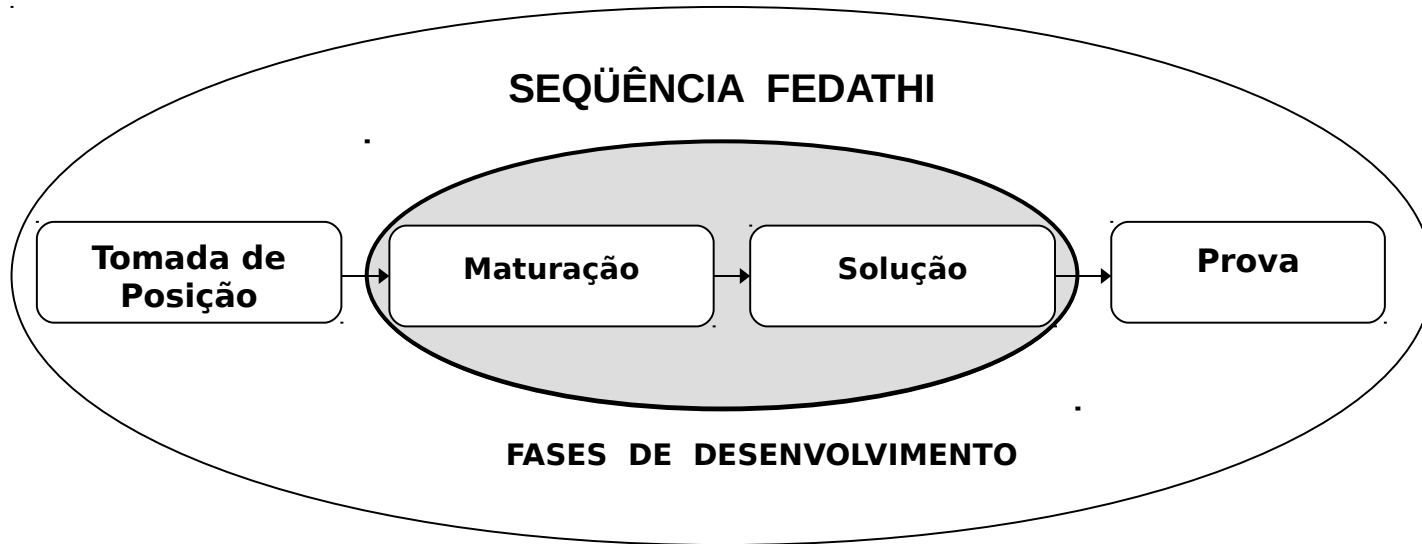 SEQÜÊNCIA FEDATHI
Tomada de
Posição
Maturação
Solução
Prova
FASES DE DESENVOLVIMENTO